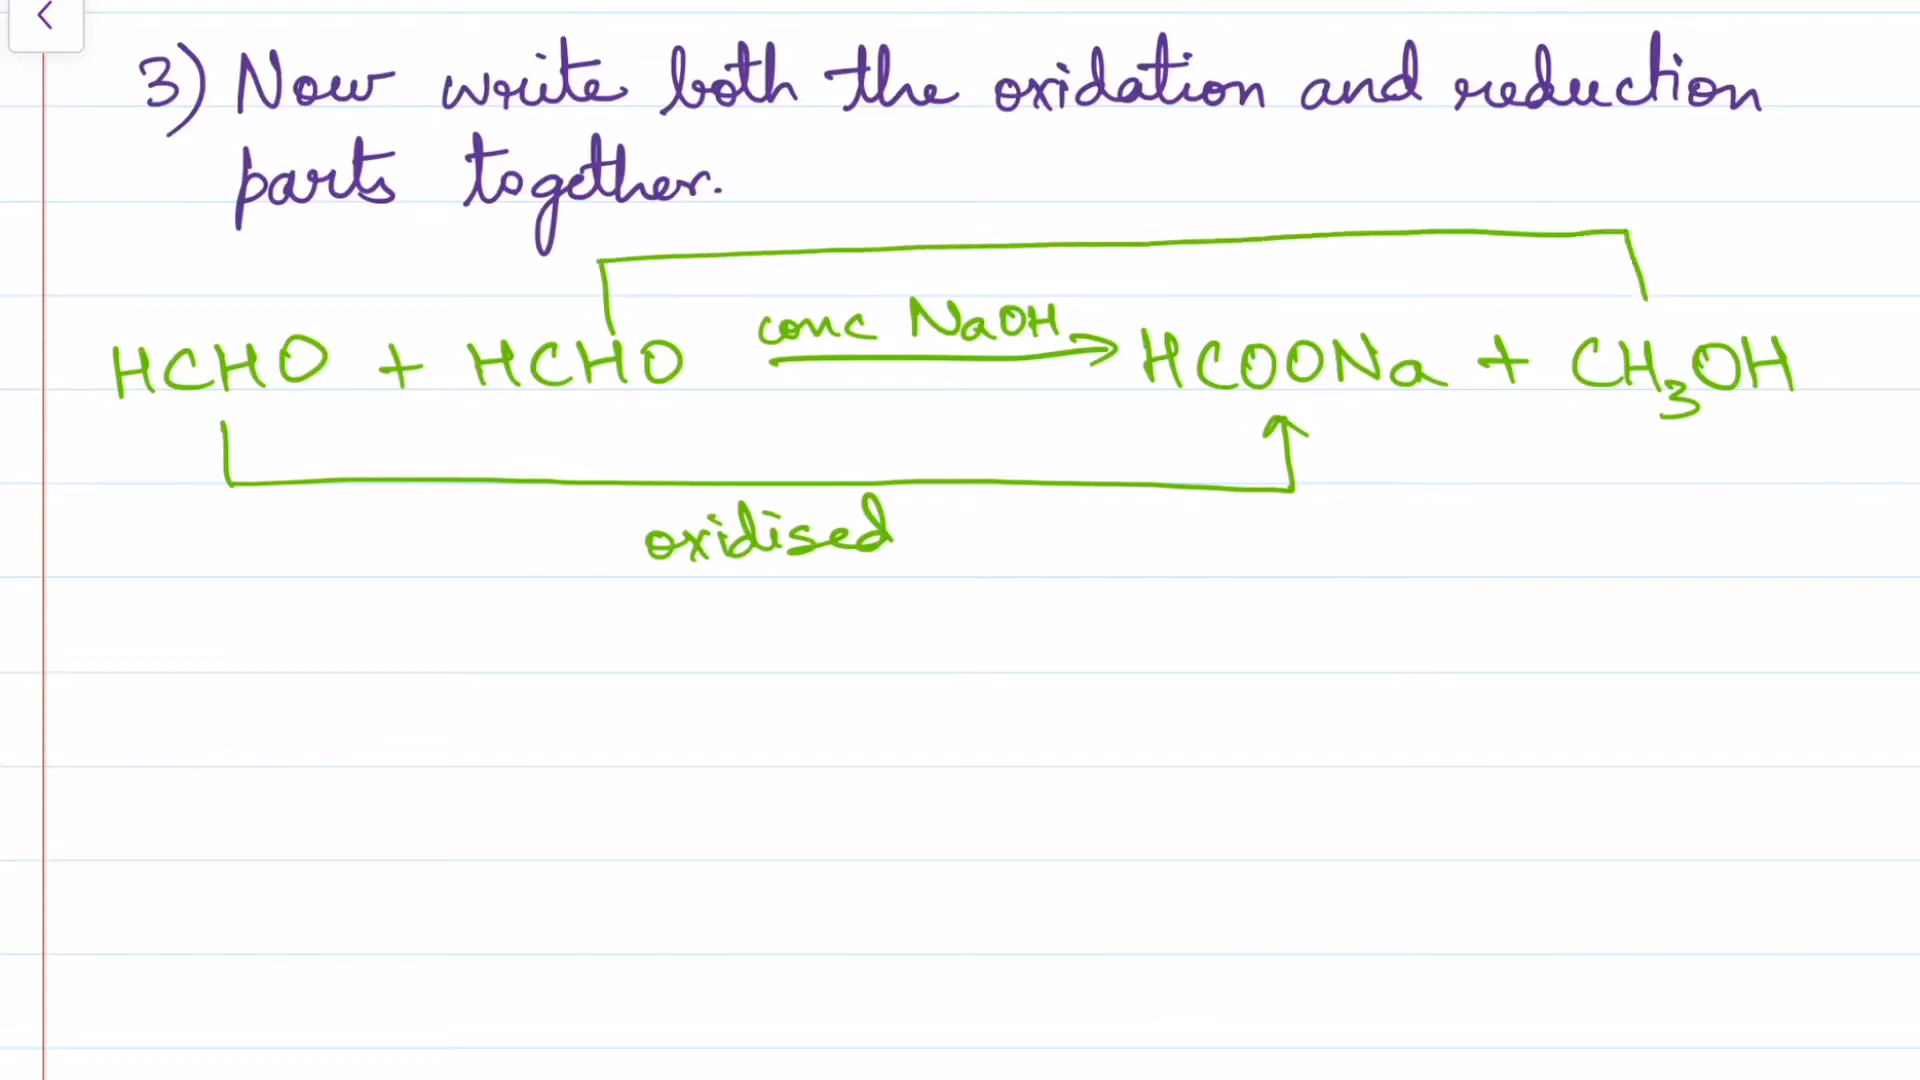 3) Now write both the oxidation and reduction
parts together.
conc NaOH
HCHO + HCHO → HCOONa + CH₃OH
oxidised